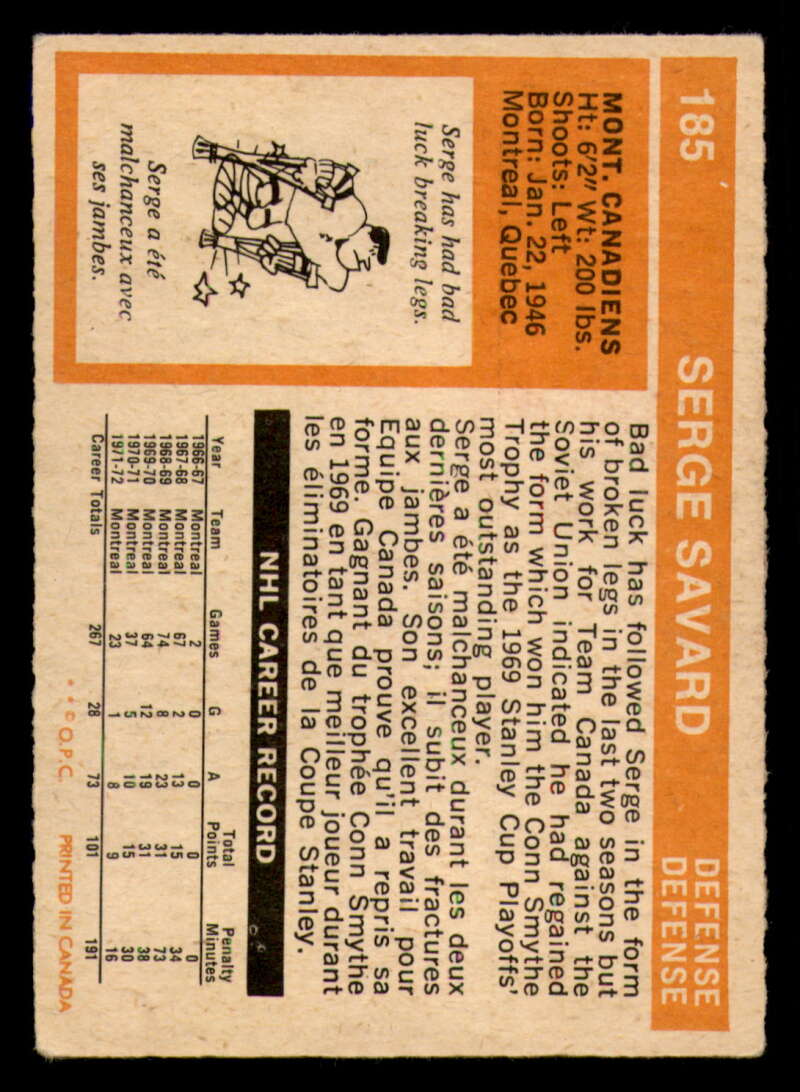 185 SERGE SAVARD DEFENSE
DEFENSE
MONT. CANADIENS
Ht: 6'2" Wt: 200 lbs.
Shoots: Left
Born: Jan. 22, 1946
Montreal, Quebec
Serge has had bad
luck breaking legs.
Serge a été
malchanceux avec
ses jambes.
Bad luck has followed Serge in the form
of broken legs in the last two seasons but
his work for Team Canada against the
Soviet Union indicated he had regained
the form which won him the Conn Smythe
Trophy as the 1969 Stanley Cup Playoffs'
most outstanding player.
Serge a été malchanceux durant les deux
dernières saisons; il subit des fractures
aux jambes. Son excellent travail pour
Equipe Canada prouve qu'il a repris sa
forme. Gagnant du trophée Conn Smythe
en 1969 en tant que meilleur joueur durant
les éliminatoires de la Coupe Stanley.
NHL CAREER RECORD
Year Team Games G A Total Points Penalty Minutes
1966-67 Montreal 2 0 0 0 0
1967-68 Montreal 67 2 13 15 34
1968-69 Montreal 74 8 23 31 73
1969-70 Montreal 64 12 19 31 38
1970-71 Montreal 37 5 10 15 30
1971-72 Montreal 23 1 8 9 16
Career Totals 267 28 73 101 191
* * © O.P.C. PRINTED IN CANADA